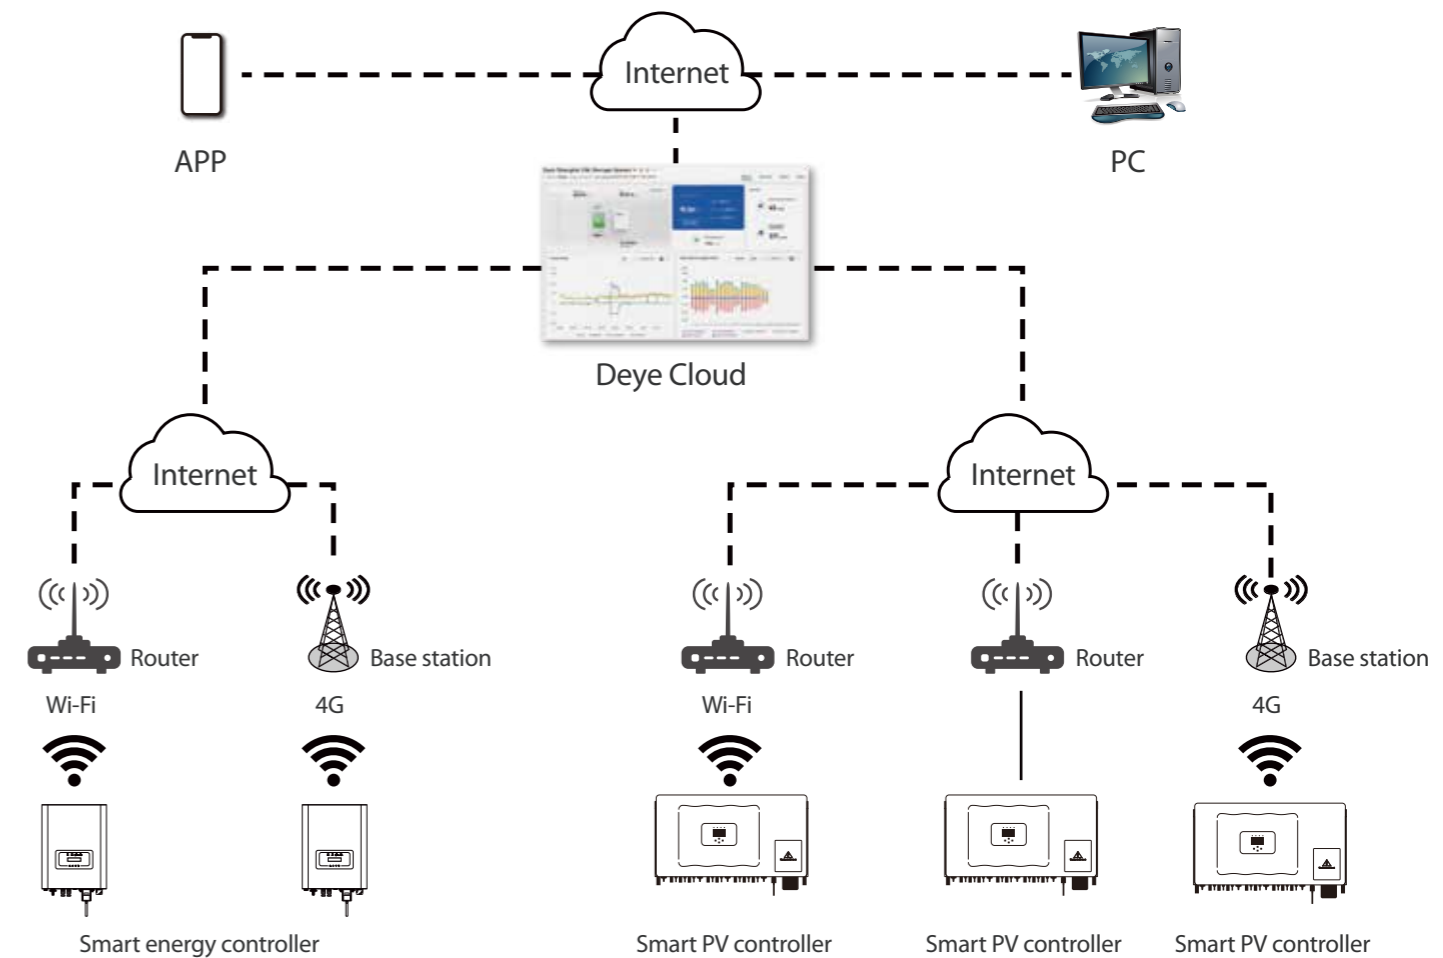 Internet
APP
PC
Deye Cloud
Internet
Internet
Router
Base station
Router
Router
Base station
Wi-Fi
4G
Wi-Fi
4G
Smart energy controller
Smart PV controller
Smart PV controller
Smart PV controller